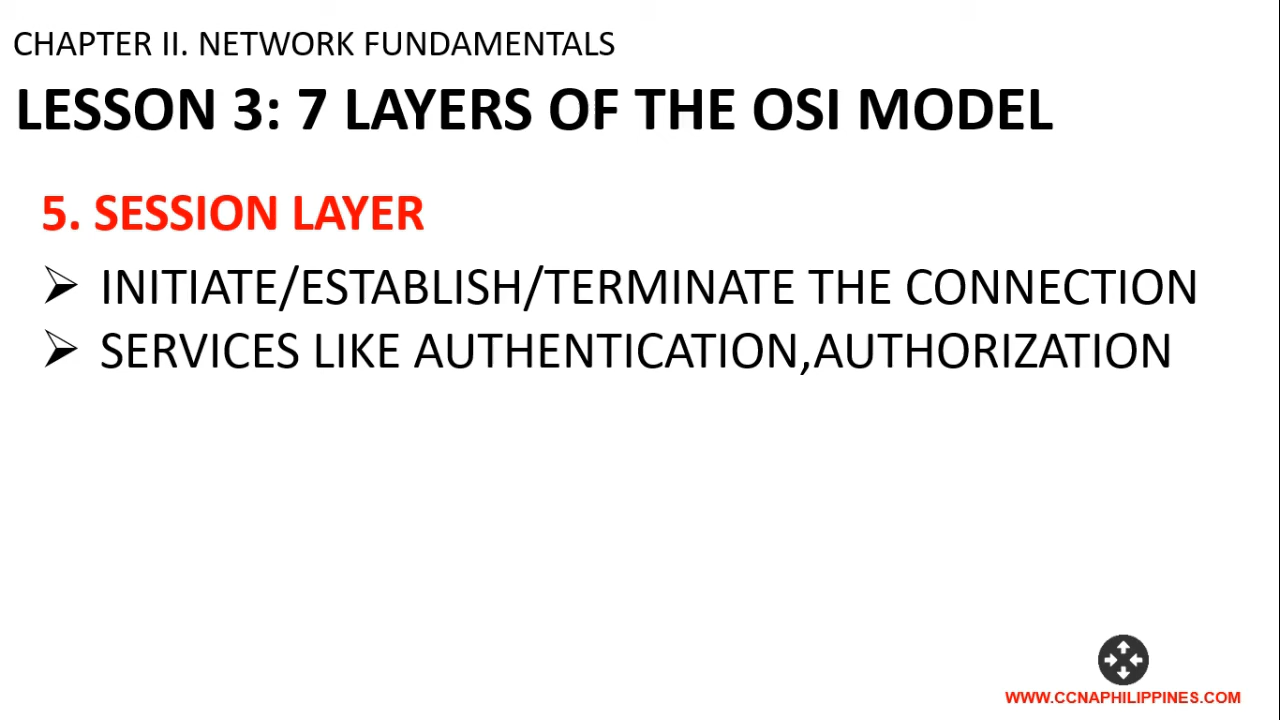 CHAPTER II. NETWORK FUNDAMENTALS
LESSON 3: 7 LAYERS OF THE OSI MODEL
5. SESSION LAYER
➢ INITIATE/ESTABLISH/TERMINATE THE CONNECTION
➢ SERVICES LIKE AUTHENTICATION,AUTHORIZATION
WWW.CCNAPHILIPPINES.COM